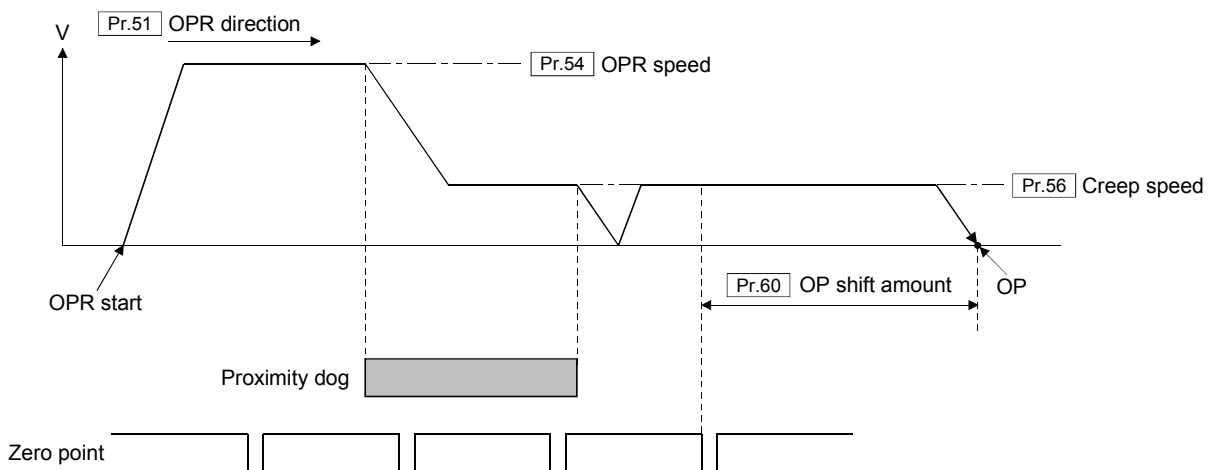 Pr.51 OPR direction
V
Pr.54 OPR speed
Pr.56 Creep speed
Pr.60 OP shift amount
OP
OPR start
Proximity dog
Zero point